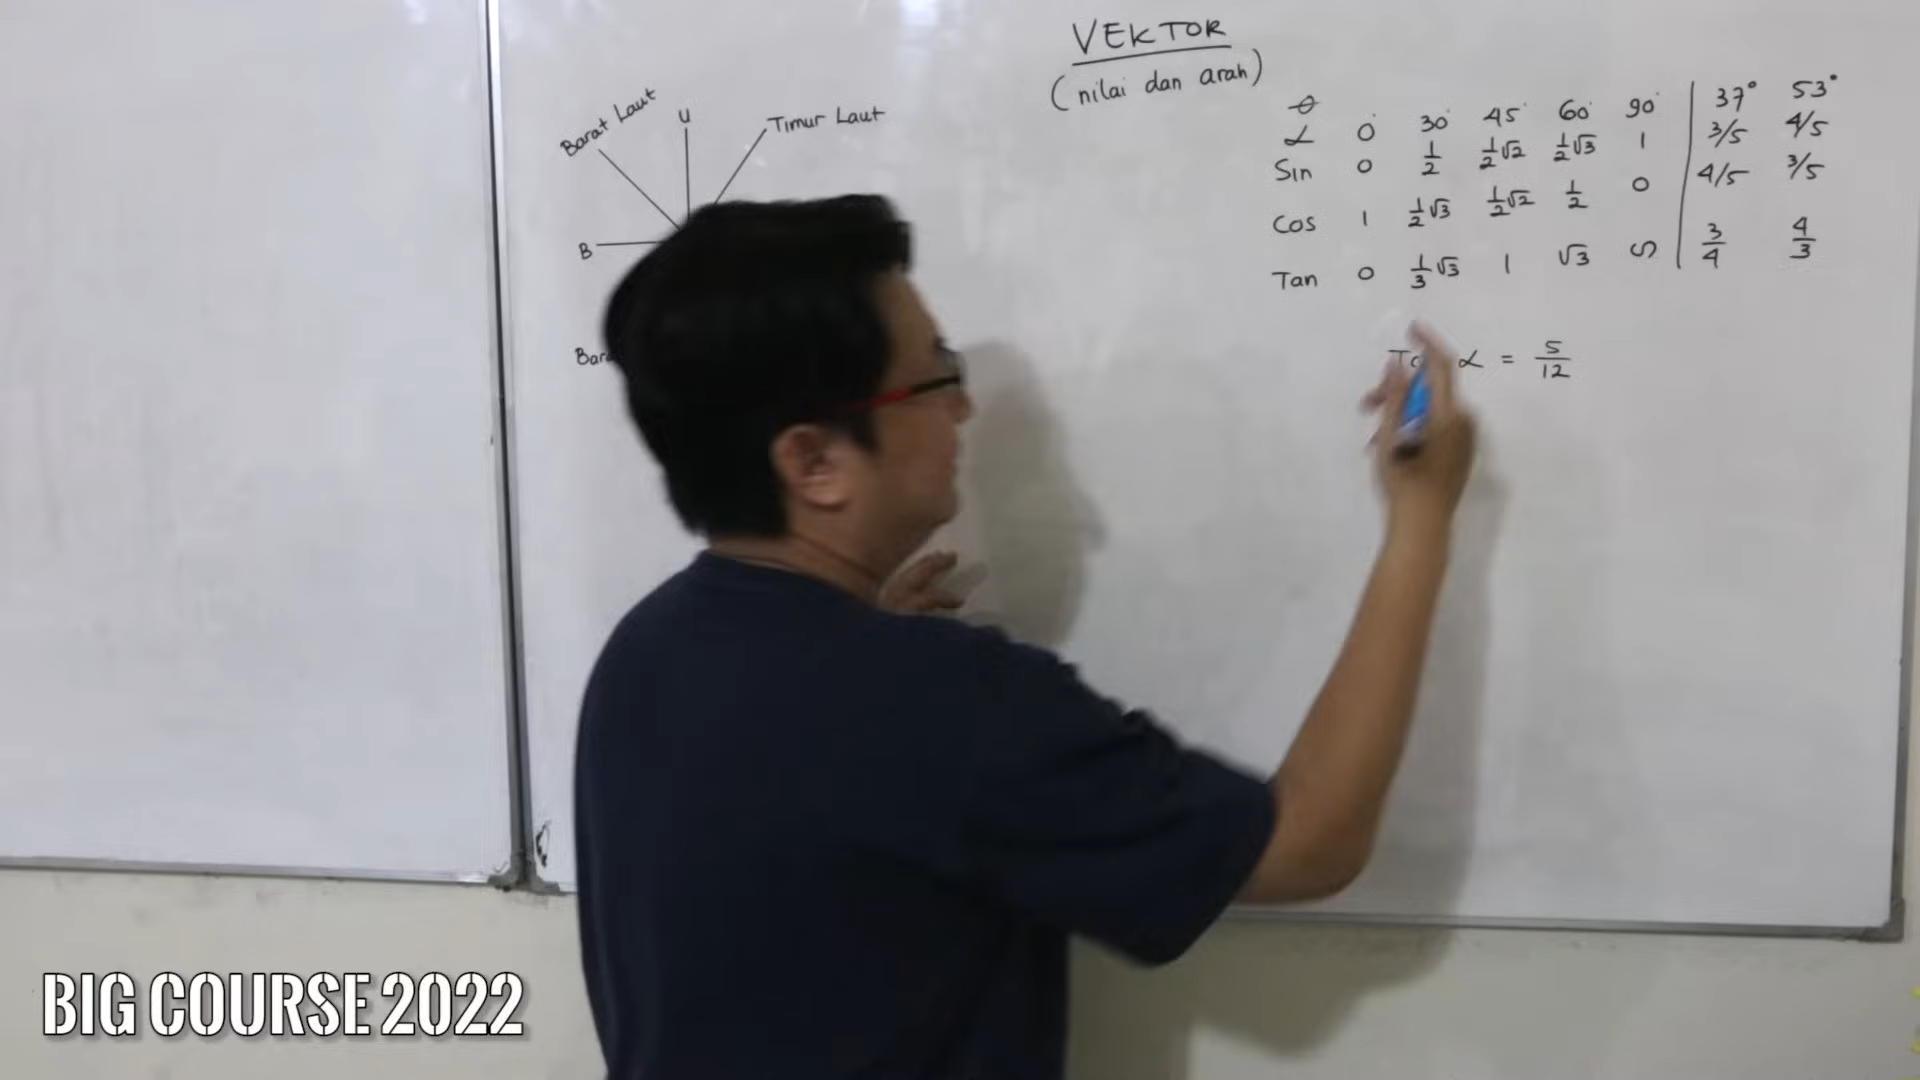 VEKTOR
(nilai dan arah)
Barat Laut
U
Timur Laut
B
θ
α 0° 30° 45° 60° 90° 37° 53°
Sin 0 1/2 1/2√2 1/2√3 1 3/5 4/5
Cos 1 1/2√3 1/2√2 1/2 0 4/5 3/5
Tan 0 1/3√3 1 √3 ∽ 3/4 4/3
α = 5/12
BIG COURSE 2022